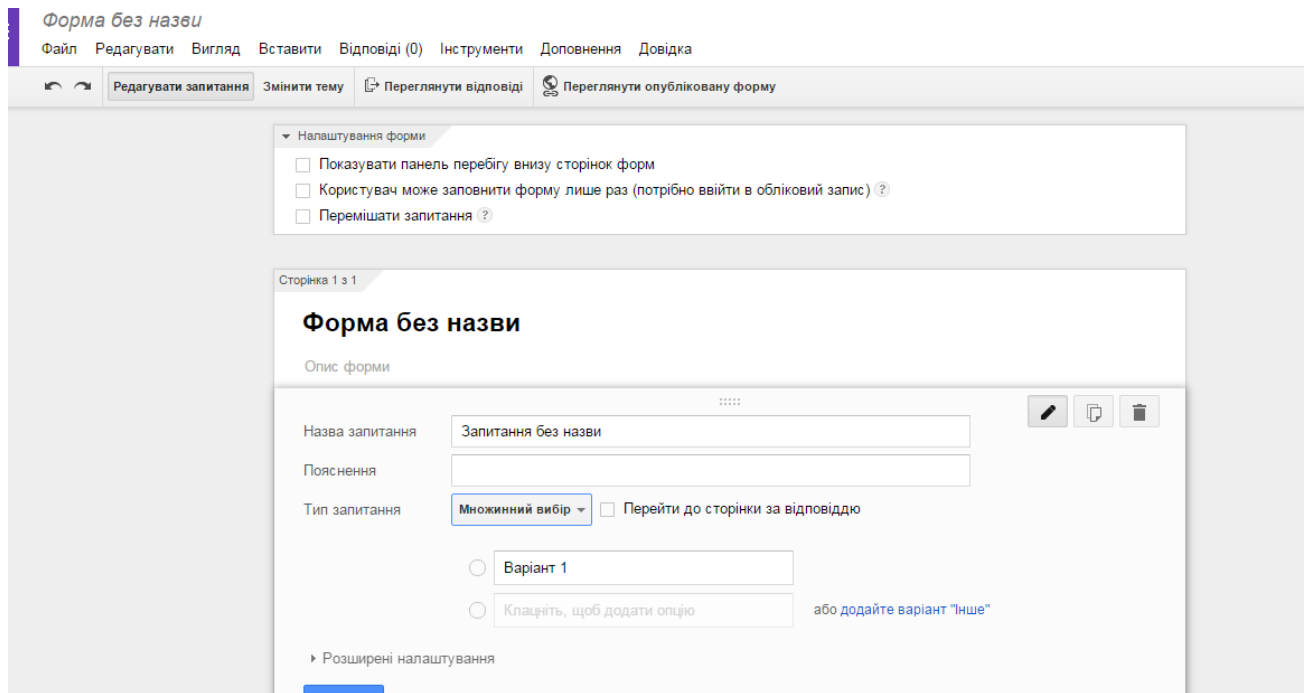 Форма без назви
Файл Редагувати Вигляд Вставити Відповіді (0) Інструменти Доповнення Довідка
Редагувати запитання Змінити тему Переглянути відповіді Переглянути опубліковану форму
Налаштування форми
Показувати панель перебігу внизу сторінок форм
Користувач може заповнити форму лише раз (потрібно ввійти в обліковий запис) ?
Перемішати запитання ?
Сторінка 1 з 1
Форма без назви
Опис форми
Назва запитання Запитання без назви
Пояснення
Тип запитання Множинний вибір Перейти до сторінки за відповіддю
Варіант 1
Клацніть, щоб додати опцію або додайте варіант "Інше"
Розширені налаштування